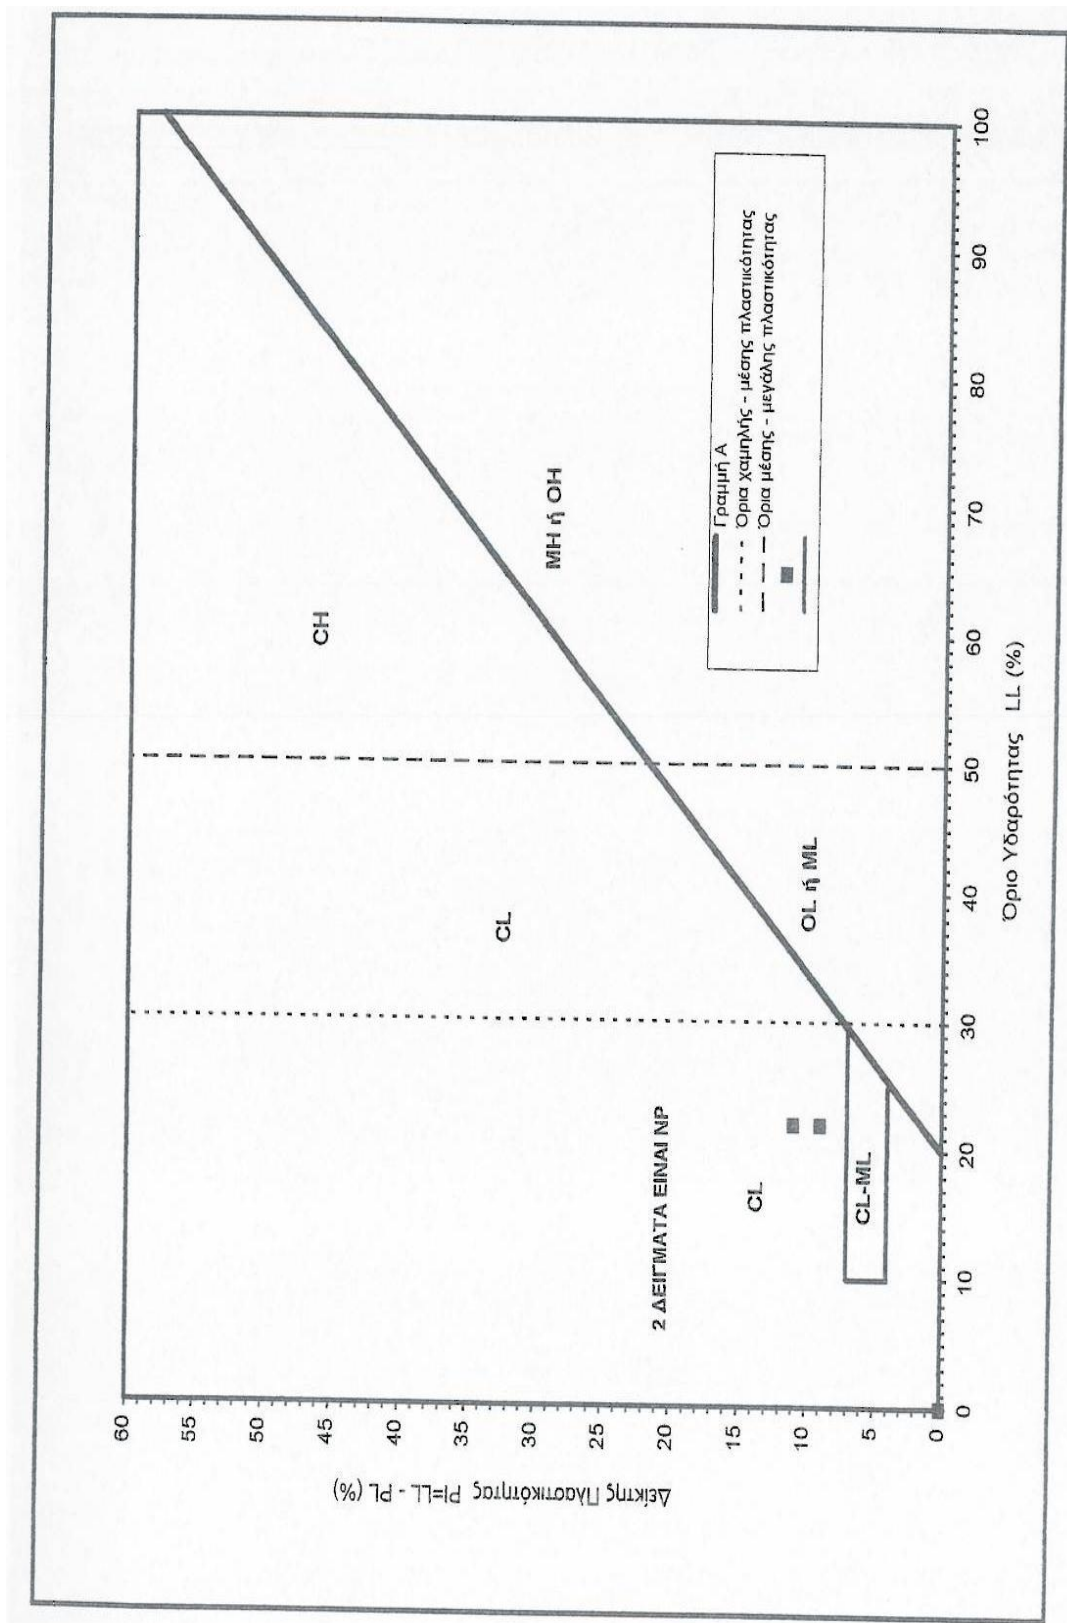 Δείκτης Πλαστικότητας PI=LL - PL (%)
60
55
50
45
40
35
30
25
20
15
10
5
0
CH
CL
MH ή OH
2 ΔΕΙΓΜΑΤΑ ΕΙΝΑΙ NP
CL
OL ή ML
CL-ML
Γραμμή Α
Όρια χαμηλής - μέσης πλαστικότητας
Όρια μέσης - μεγάλης πλαστικότητας
0
10
20
30
40
50
60
70
80
90
100
Όριο Υδαρότητας LL (%)